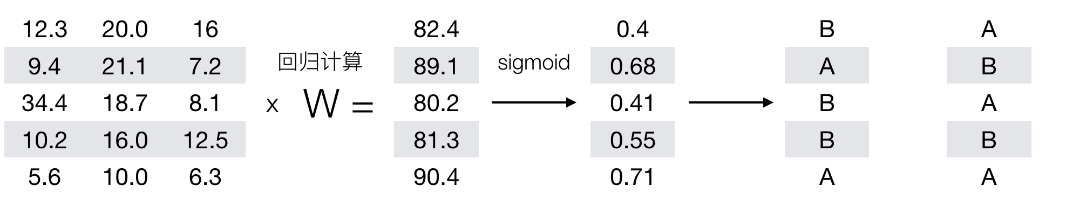 12.3 20.0 16 82.4 0.4 B A
9.4 21.1 7.2 回归计算 89.1 sigmoid 0.68 A B
34.4 18.7 8.1 x W = 80.2 0.41 B A
10.2 16.0 12.5 81.3 0.55 B B
5.6 10.0 6.3 90.4 0.71 A A